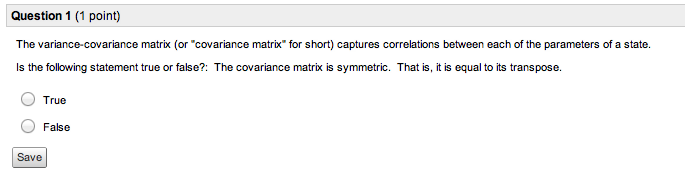 Question 1 (1 point)
The variance-covariance matrix (or "covariance matrix" for short) captures correlations between each of the parameters of a state.
Is the following statement true or false?: The covariance matrix is symmetric. That is, it is equal to its transpose.
True
False
Save